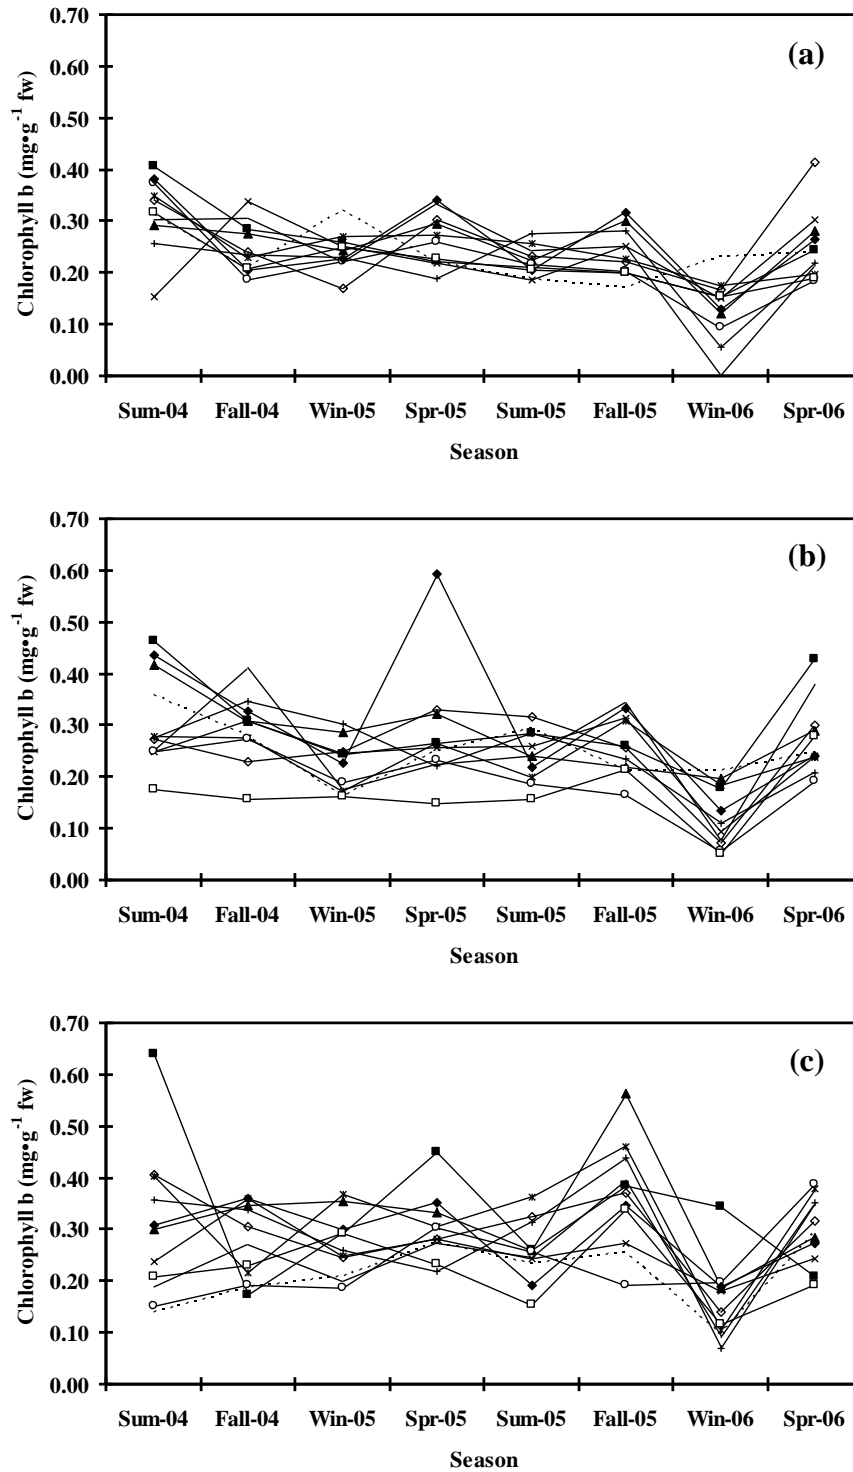 (a)
Chlorophyll b (mg•g⁻¹ fw)
0.70
0.60
0.50
0.40
0.30
0.20
0.10
0.00
Sum-04 Fall-04 Win-05 Spr-05 Sum-05 Fall-05 Win-06 Spr-06
Season
(b)
Chlorophyll b (mg•g⁻¹ fw)
0.70
0.60
0.50
0.40
0.30
0.20
0.10
0.00
Sum-04 Fall-04 Win-05 Spr-05 Sum-05 Fall-05 Win-06 Spr-06
Season
(c)
Chlorophyll b (mg•g⁻¹ fw)
0.70
0.60
0.50
0.40
0.30
0.20
0.10
0.00
Sum-04 Fall-04 Win-05 Spr-05 Sum-05 Fall-05 Win-06 Spr-06
Season